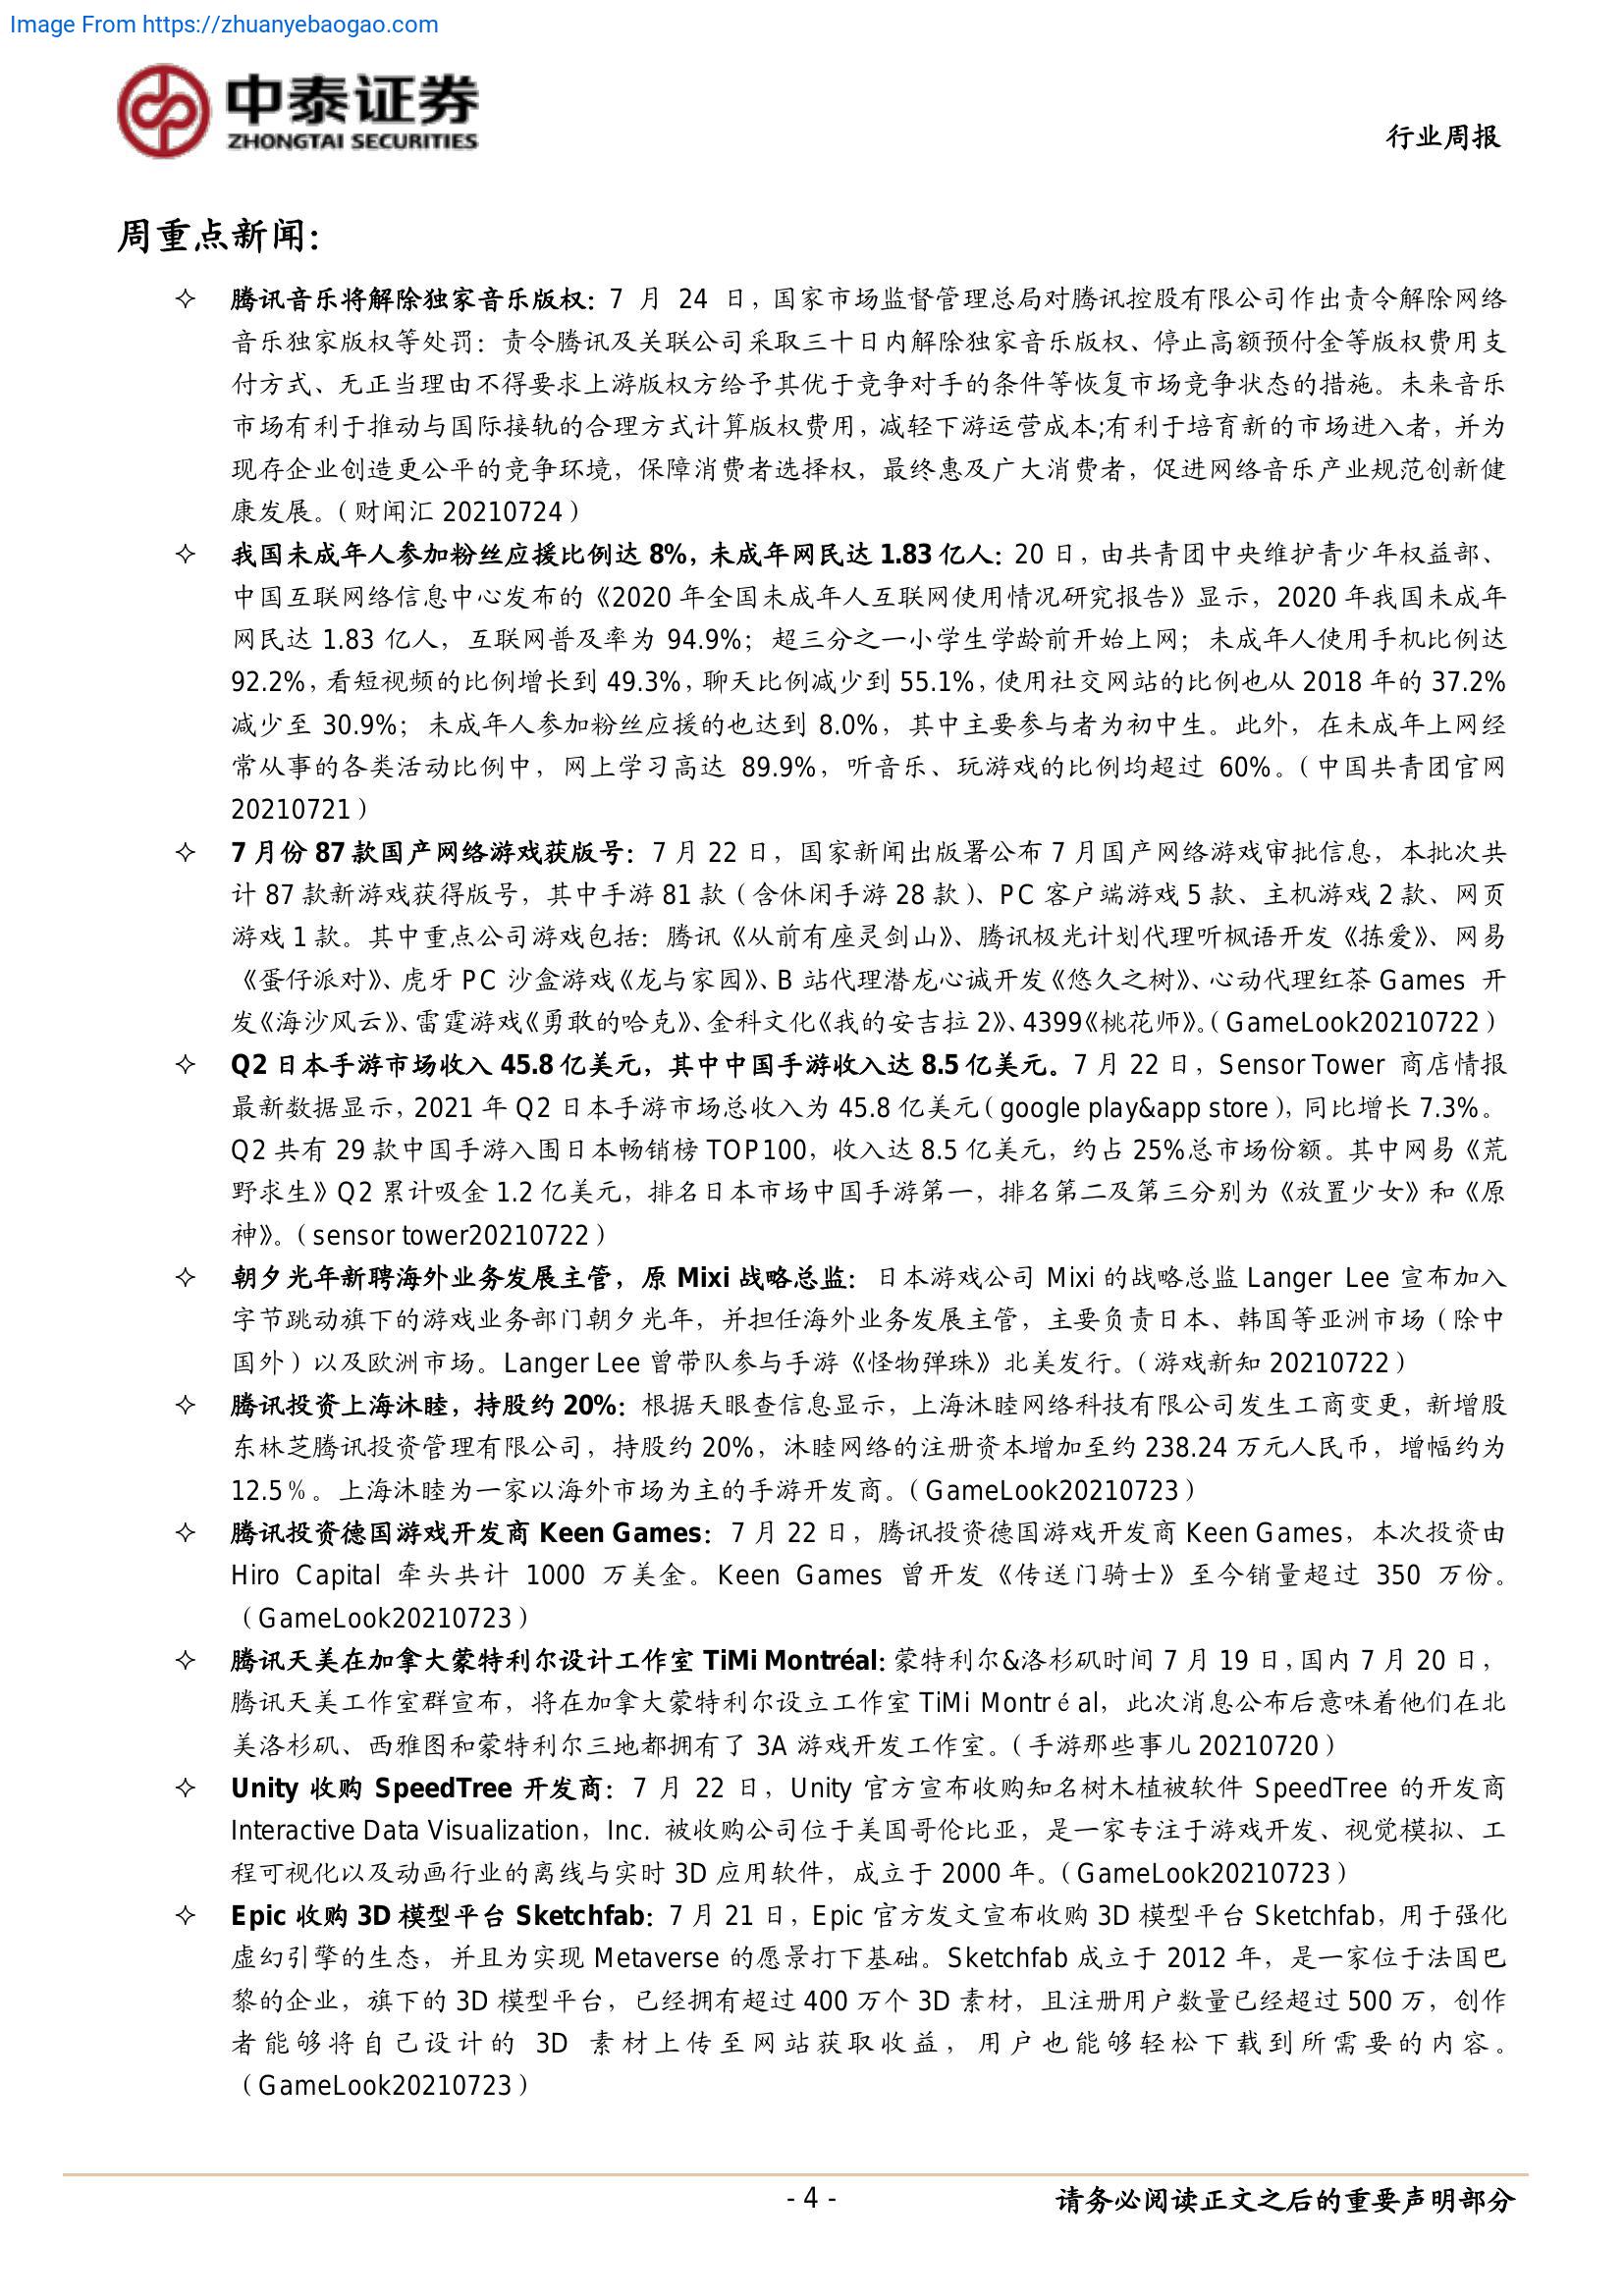 Image From https://zhuanyebaogao.com
中泰证券
ZHONGTAI SECURITIES
行业周报
周重点新闻：
✧ 腾讯音乐将解除独家音乐版权：7 月 24 日，国家市场监督管理总局对腾讯控股有限公司作出责令解除网络
音乐独家版权等处罚：责令腾讯及关联公司采取三十日内解除独家音乐版权、停止高额预付金等版权费用支
付方式、无正当理由不得要求上游版权方给予其优于竞争对手的条件等恢复市场竞争状态的措施。未来音乐
市场有利于推动与国际接轨的合理方式计算版权费用，减轻下游运营成本;有利于培育新的市场进入者，并为
现存企业创造更公平的竞争环境，保障消费者选择权，最终惠及广大消费者，促进网络音乐产业规范创新健
康发展。（财闻汇 20210724）
✧ 我国未成年人参加粉丝应援比例达 8%，未成年网民达 1.83 亿人：20 日，由共青团中央维护青少年权益部、
中国互联网络信息中心发布的《2020 年全国未成年人互联网使用情况研究报告》显示，2020 年我国未成年
网民达 1.83 亿人，互联网普及率为 94.9%；超三分之一小学生学龄前开始上网；未成年人使用手机比例达
92.2%，看短视频的比例增长到 49.3%，聊天比例减少到 55.1%，使用社交网站的比例也从 2018 年的 37.2%
减少至 30.9%；未成年人参加粉丝应援的也达到 8.0%，其中主要参与者为初中生。此外，在未成年上网经
常从事的各类活动比例中，网上学习高达 89.9%，听音乐、玩游戏的比例均超过 60%。（中国共青团官网
20210721）
✧ 7 月份 87 款国产网络游戏获版号：7 月 22 日，国家新闻出版署公布 7 月国产网络游戏审批信息，本批次共
计 87 款新游戏获得版号，其中手游 81 款（含休闲手游 28 款）、PC 客户端游戏 5 款、主机游戏 2 款、网页
游戏 1 款。其中重点公司游戏包括：腾讯《从前有座灵剑山》、腾讯极光计划代理听枫语开发《拣爱》、网易
《蛋仔派对》、虎牙 PC 沙盒游戏《龙与家园》、B 站代理潜龙心诚开发《悠久之树》、心动代理红茶 Games 开
发《海沙风云》、雷霆游戏《勇敢的哈克》、金科文化《我的安吉拉 2》、4399《桃花师》。（GameLook20210722）
✧ Q2 日本手游市场收入 45.8 亿美元，其中中国手游收入达 8.5 亿美元。7 月 22 日，Sensor Tower 商店情报
最新数据显示，2021 年 Q2 日本手游市场总收入为 45.8 亿美元（google play&app store），同比增长 7.3%。
Q2 共有 29 款中国手游入围日本畅销榜 TOP100，收入达 8.5 亿美元，约占 25%总市场份额。其中网易《荒
野求生》Q2 累计吸金 1.2 亿美元，排名日本市场中国手游第一，排名第二及第三分别为《放置少女》和《原
神》。（sensor tower20210722）
✧ 朝夕光年新聘海外业务发展主管，原 Mixi 战略总监：日本游戏公司 Mixi 的战略总监 Langer Lee 宣布加入
字节跳动旗下的游戏业务部门朝夕光年，并担任海外业务发展主管，主要负责日本、韩国等亚洲市场（除中
国外）以及欧洲市场。Langer Lee 曾带队参与手游《怪物弹珠》北美发行。（游戏新知 20210722）
✧ 腾讯投资上海沐瞳，持股约 20%：根据天眼查信息显示，上海沐瞳网络科技有限公司发生工商变更，新增股
东林芝腾讯投资管理有限公司，持股约 20%，沐瞳网络的注册资本增加至约 238.24 万元人民币，增幅约为
12.5％。上海沐瞳为一家以海外市场为主的手游开发商。（GameLook20210723）
✧ 腾讯投资德国游戏开发商 Keen Games：7 月 22 日，腾讯投资德国游戏开发商 Keen Games，本次投资由
Hiro Capital 牵头共计 1000 万美金。Keen Games 曾开发《传送门骑士》至今销量超过 350 万份。
（GameLook20210723）
✧ 腾讯天美在加拿大蒙特利尔设计工作室 TiMi Montréal：蒙特利尔&洛杉矶时间 7 月 19 日，国内 7 月 20 日，
腾讯天美工作室群宣布，将在加拿大蒙特利尔设立工作室 TiMi Montréal，此次消息公布后意味着他们在北
美洛杉矶、西雅图和蒙特利尔三地都拥有了 3A 游戏开发工作室。（手游那些事儿 20210720）
✧ Unity 收购 SpeedTree 开发商：7 月 22 日，Unity 官方宣布收购知名树木植被软件 SpeedTree 的开发商
Interactive Data Visualization，Inc. 被收购公司位于美国哥伦比亚，是一家专注于游戏开发、视觉模拟、工
程可视化以及动画行业的离线与实时 3D 应用软件，成立于 2000 年。（GameLook20210723）
✧ Epic 收购 3D 模型平台 Sketchfab：7 月 21 日，Epic 官方发文宣布收购 3D 模型平台 Sketchfab，用于强化
虚幻引擎的生态，并且为实现 Metaverse 的愿景打下基础。Sketchfab 成立于 2012 年，是一家位于法国巴
黎的企业，旗下的 3D 模型平台，已经拥有超过 400 万个 3D 素材，且注册用户数量已经超过 500 万，创作
者能够将自己设计的 3D 素材上传至网站获取收益，用户也能够轻松下载到所需要的内容。
（GameLook20210723）
- 4 -
请务必阅读正文之后的重要声明部分